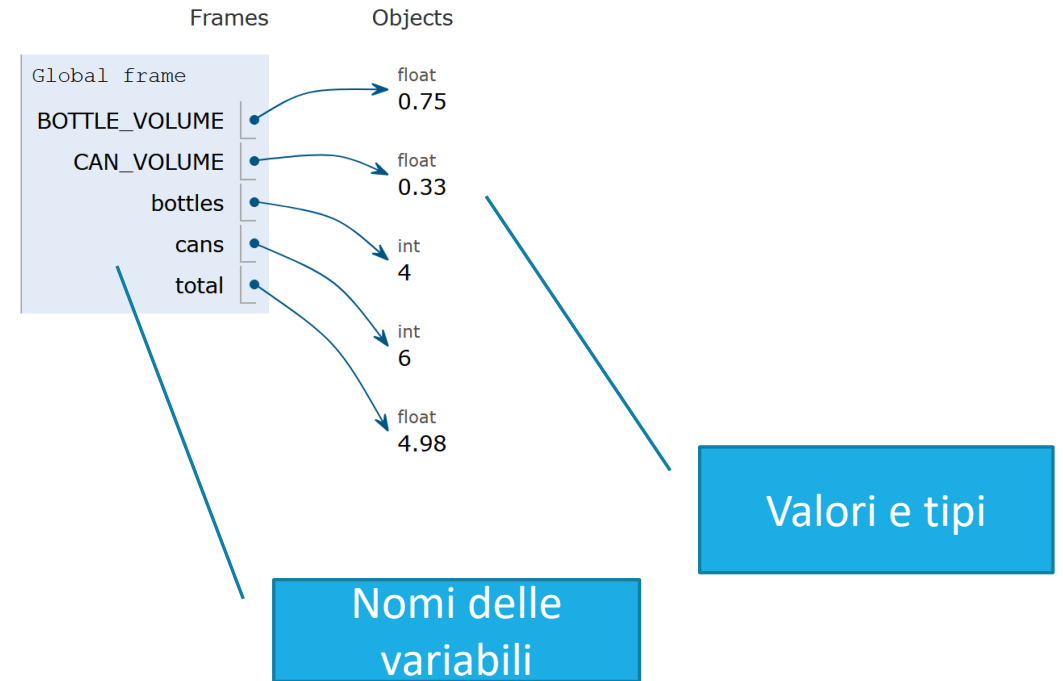 Frames
Objects
Global frame
BOTTLE_VOLUME
CAN_VOLUME
bottles
cans
total
float
0.75
float
0.33
int
4
int
6
float
4.98
Valori e tipi
Nomi delle
variabili